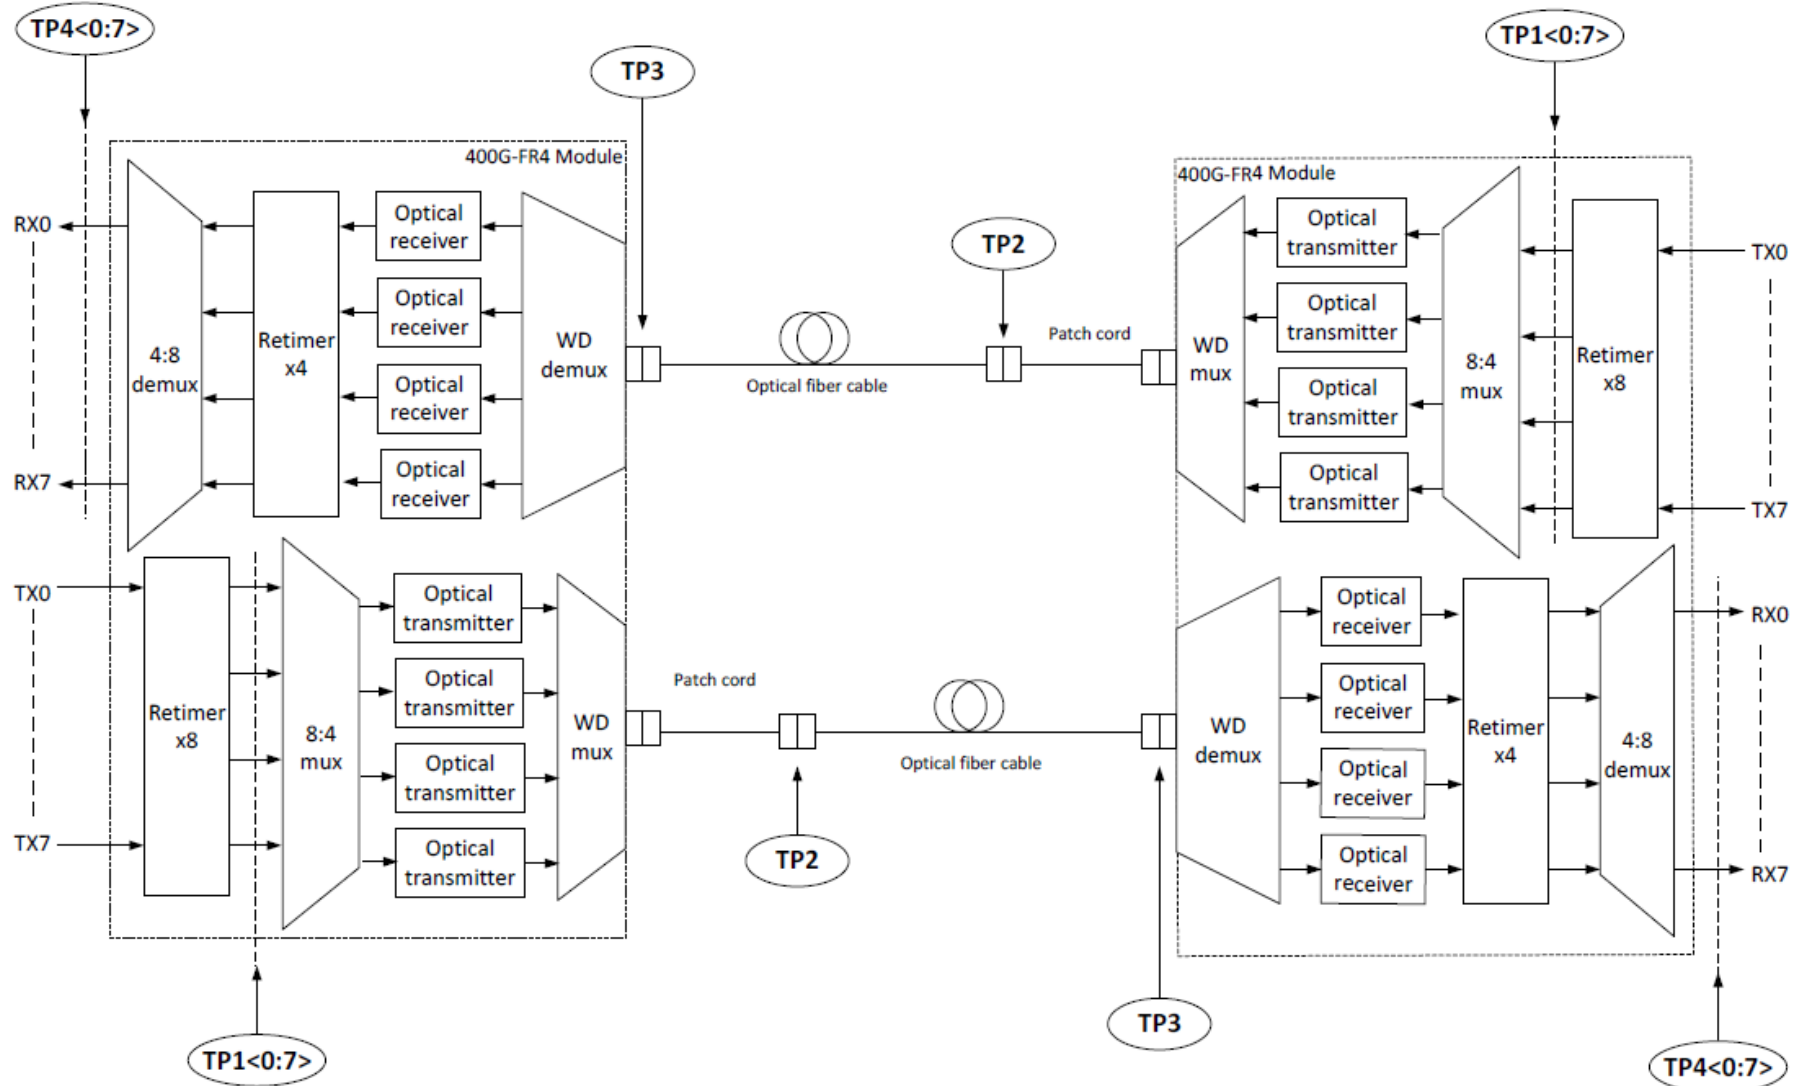 TP4<0:7>
TP1<0:7>
TP3
400G-FR4 Module
400G-FR4 Module
RX0
RX7
4:8
demux
Retimer
x4
Optical
receiver
Optical
receiver
Optical
receiver
Optical
receiver
WD
demux
Optical fiber cable
TP2
Patch cord
WD
mux
Optical
transmitter
Optical
transmitter
Optical
transmitter
Optical
transmitter
8:4
mux
Retimer
x8
TX0
TX7
TX0
TX7
Retimer
x8
8:4
mux
Optical
transmitter
Optical
transmitter
Optical
transmitter
Optical
transmitter
WD
mux
Patch cord
TP2
Optical fiber cable
WD
demux
Optical
receiver
Optical
receiver
Optical
receiver
Optical
receiver
Retimer
x4
4:8
demux
RX0
RX7
TP1<0:7>
TP3
TP4<0:7>